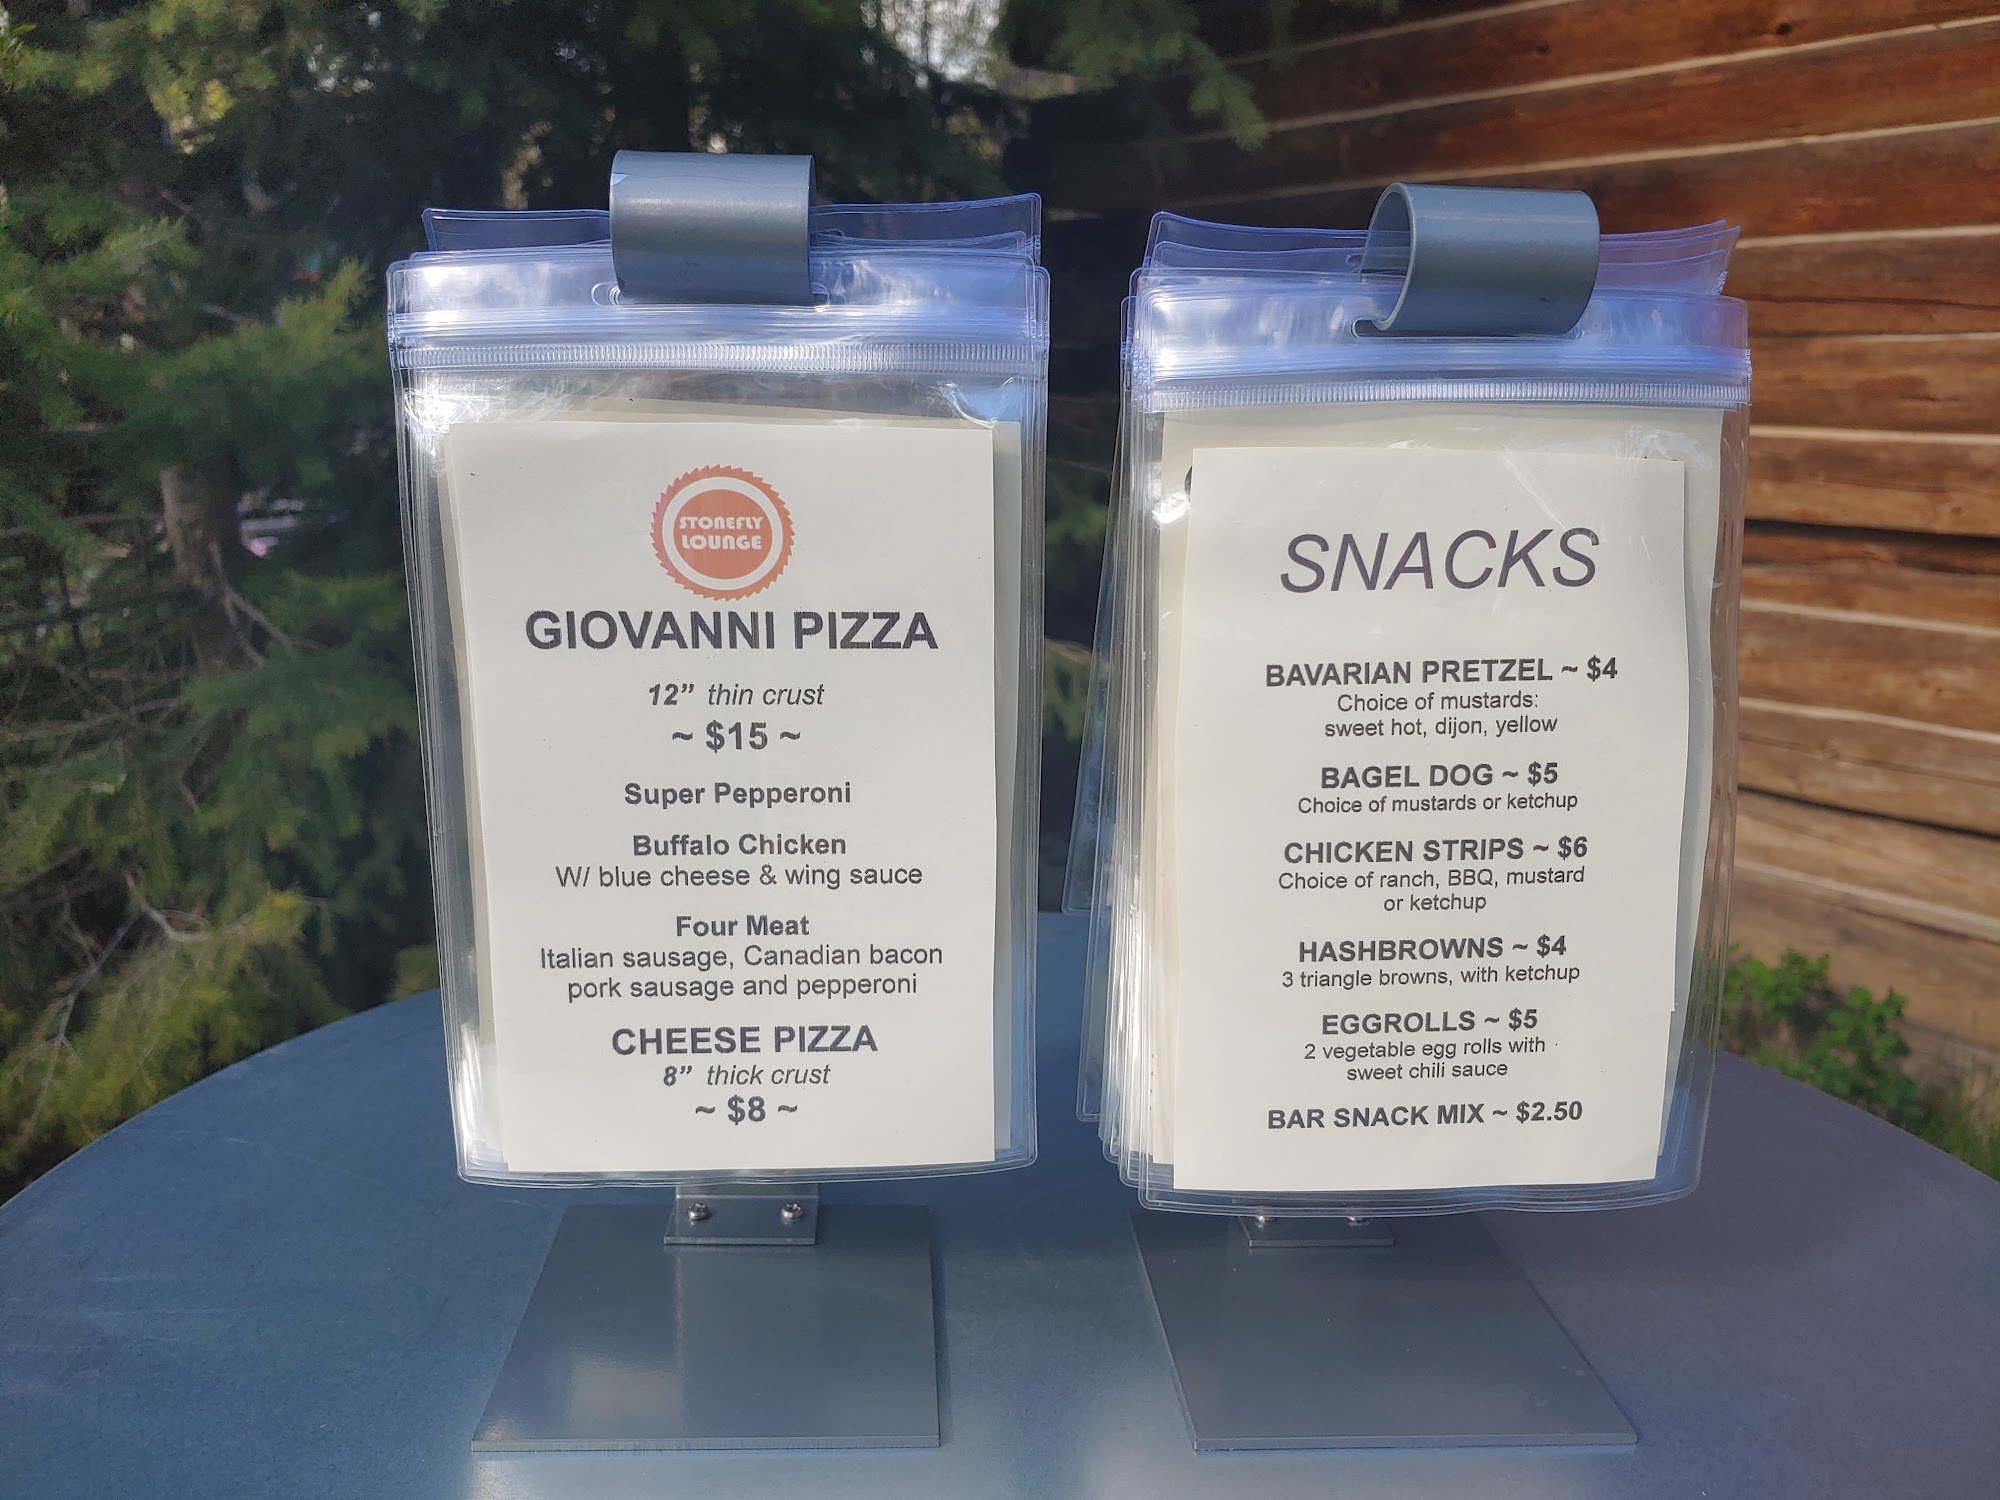 STONEFLY
LOUNGE
GIOVANNI PIZZA
12” thin crust
~ $15 ~
Super Pepperoni
Buffalo Chicken
W/ blue cheese & wing sauce
Four Meat
Italian sausage, Canadian bacon
pork sausage and pepperoni
CHEESE PIZZA
8” thick crust
~ $8 ~
SNACKS
BAVARIAN PRETZEL ~ $4
Choice of mustards:
sweet hot, dijon, yellow
BAGEL DOG ~ $5
Choice of mustards or ketchup
CHICKEN STRIPS ~ $6
Choice of ranch, BBQ, mustard
or ketchup
HASHBROWNS ~ $4
3 triangle browns, with ketchup
EGGROLLS ~ $5
2 vegetable egg rolls with
sweet chili sauce
BAR SNACK MIX ~ $2.50